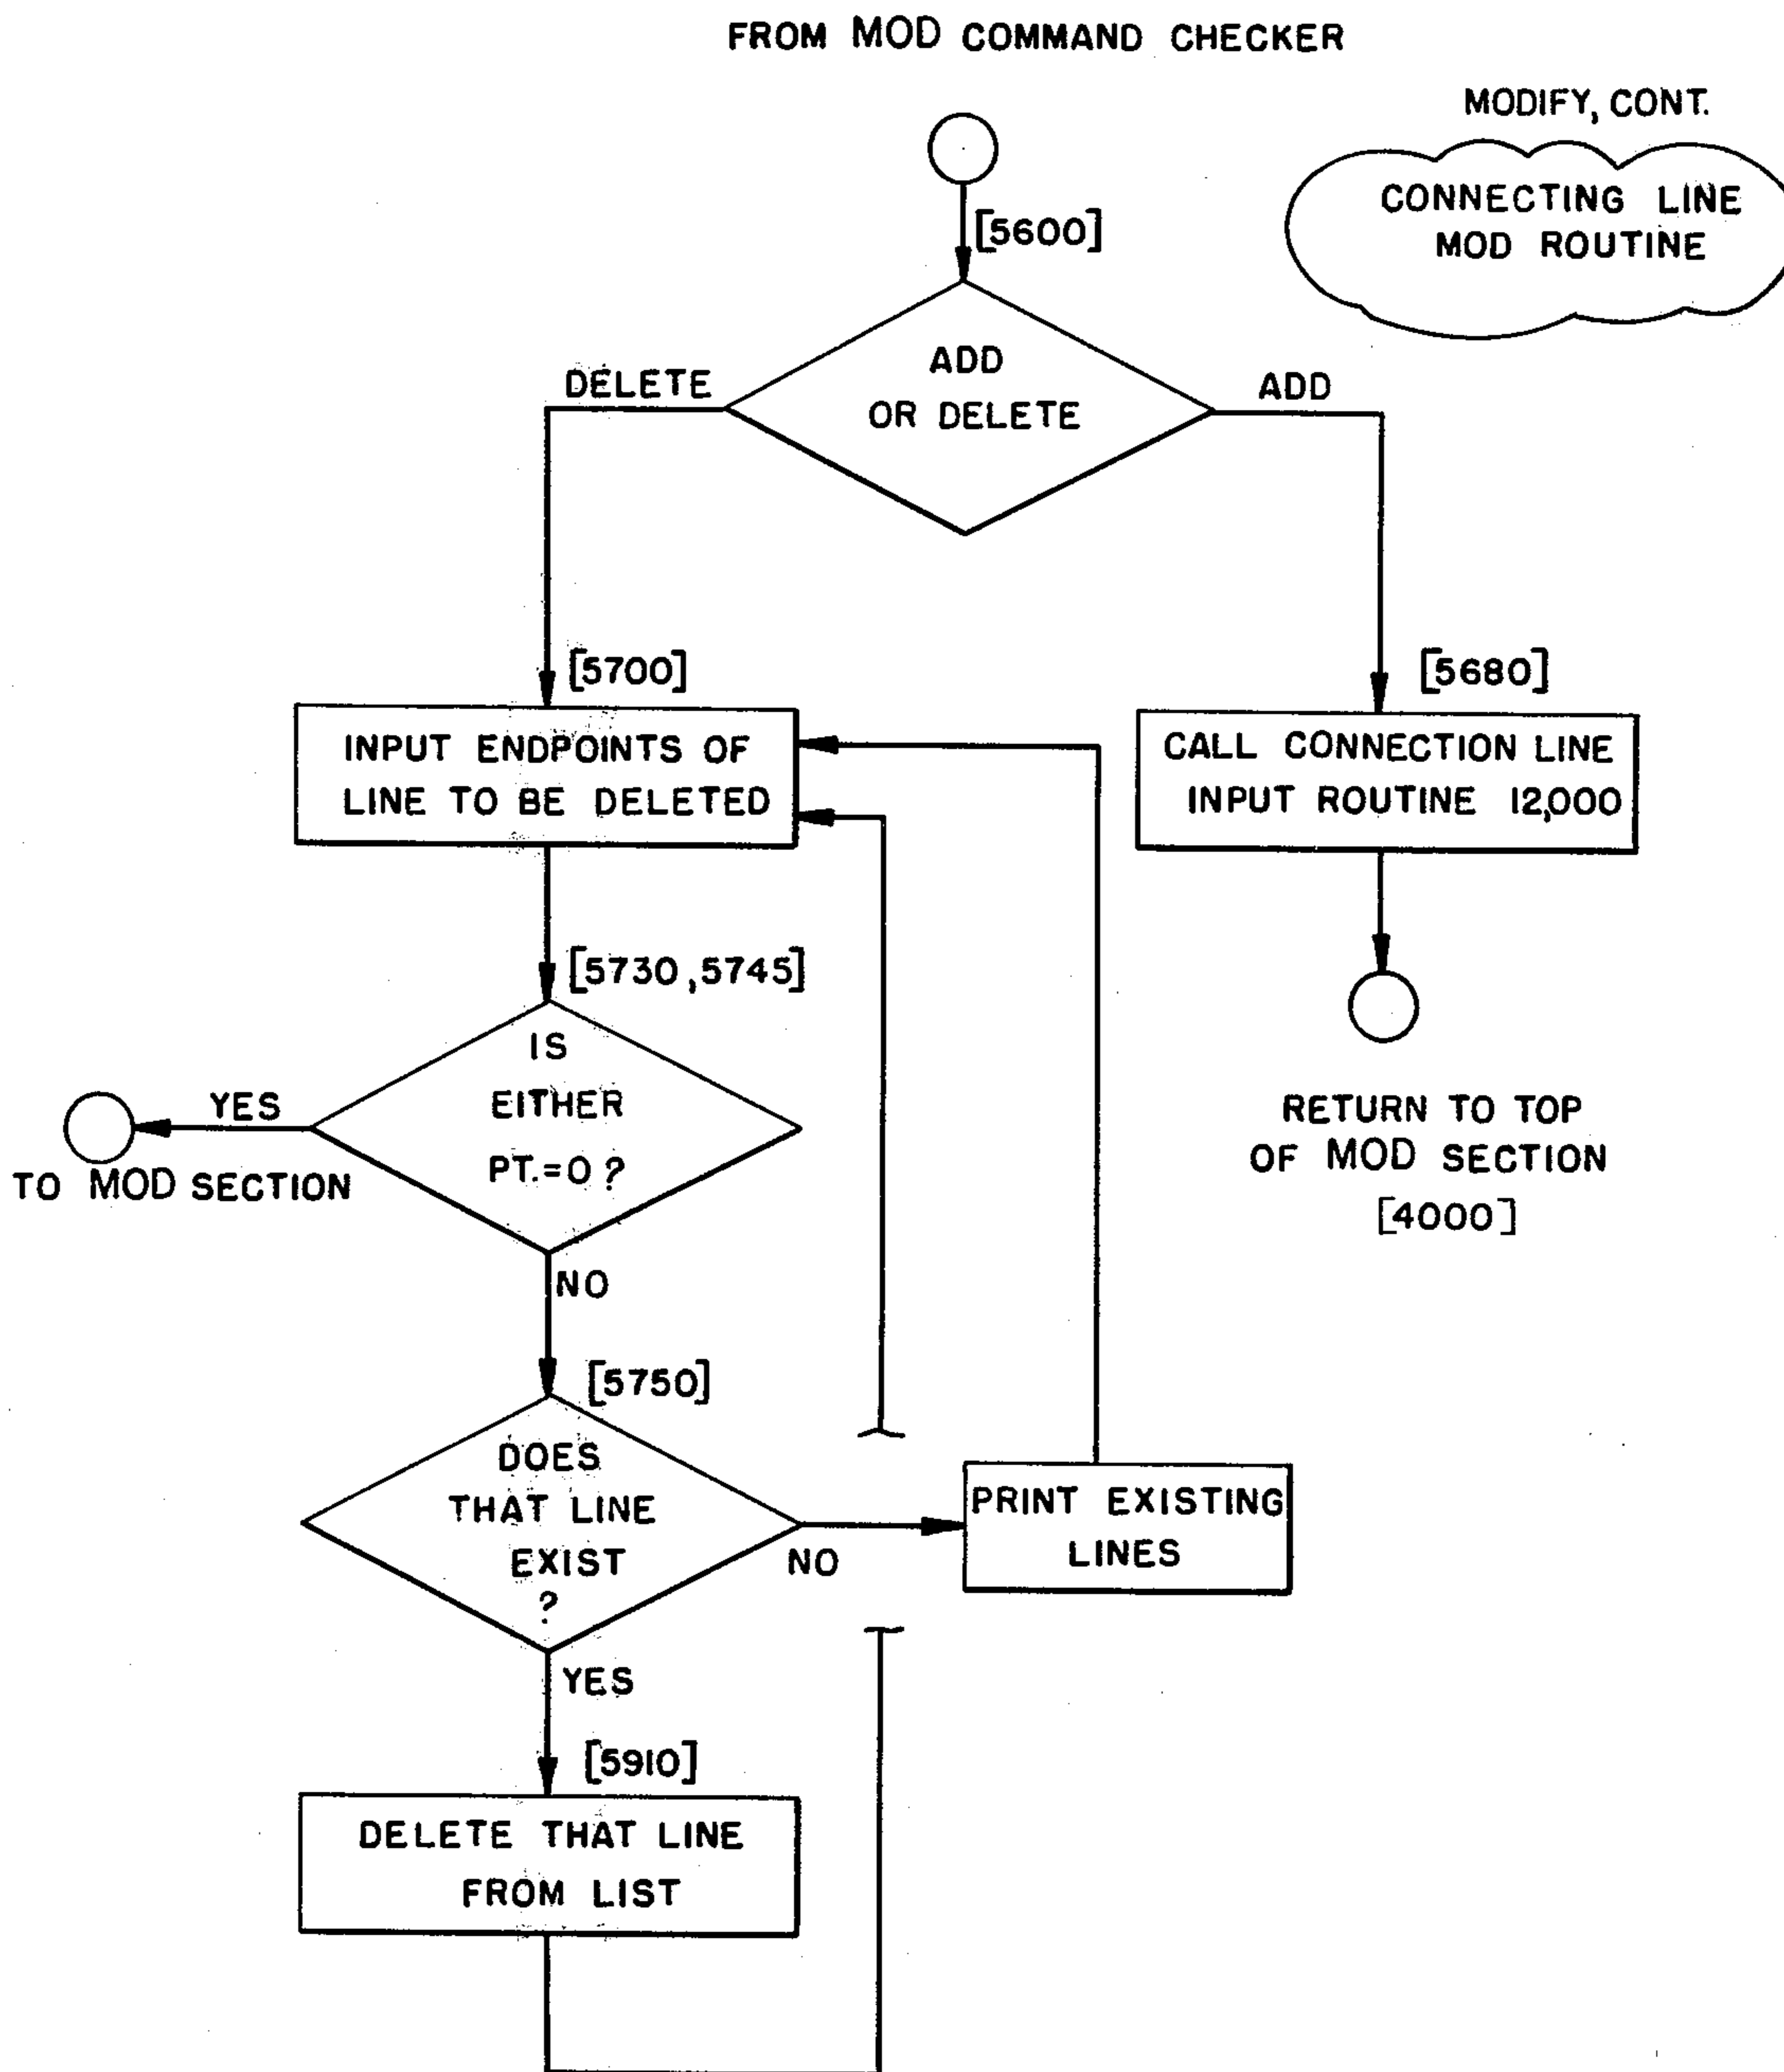 FROM MOD COMMAND CHECKER
MODIFY, CONT.
CONNECTING LINE
MOD ROUTINE
[5600]
ADD
OR DELETE
DELETE
ADD
[5700]
[5680]
INPUT ENDPOINTS OF
LINE TO BE DELETED
CALL CONNECTION LINE
INPUT ROUTINE 12,000
[5730,5745]
IS
EITHER
PT.=0?
YES
TO MOD SECTION
RETURN TO TOP
OF MOD SECTION
[4000]
NO
[5750]
DOES
THAT LINE
EXIST
?
NO
PRINT EXISTING
LINES
YES
[5910]
DELETE THAT LINE
FROM LIST